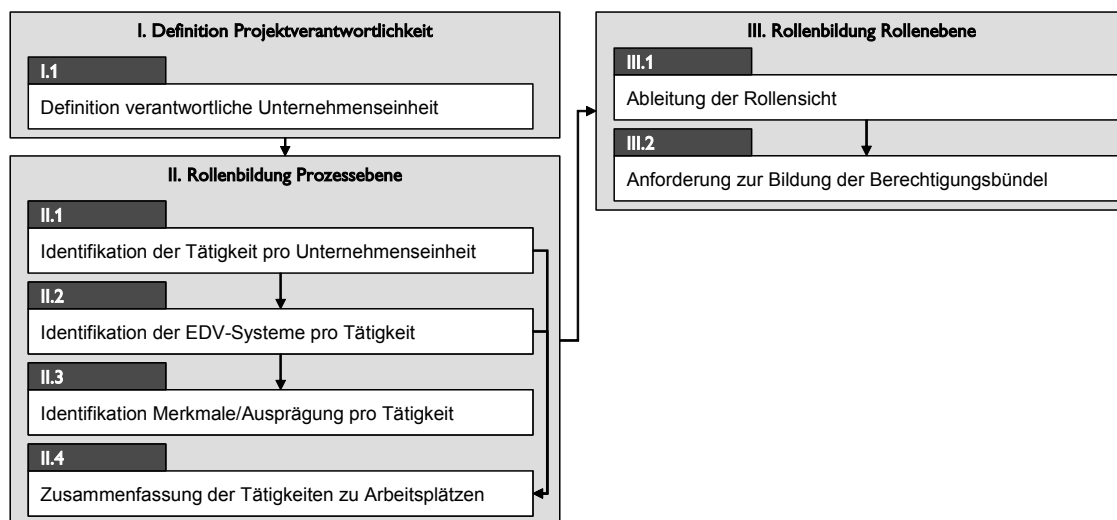 I. Definition Projektverantwortlichkeit
I.1
Definition verantwortliche Unternehmenseinheit
II. Rollenbildung Prozessebene
II.1
Identifikation der Tätigkeit pro Unternehmenseinheit
II.2
Identifikation der EDV-Systeme pro Tätigkeit
II.3
Identifikation Merkmale/Ausprägung pro Tätigkeit
II.4
Zusammenfassung der Tätigkeiten zu Arbeitsplätzen
III. Rollenbildung Rollenebene
III.1
Ableitung der Rollensicht
III.2
Anforderung zur Bildung der Berechtigungsbündel